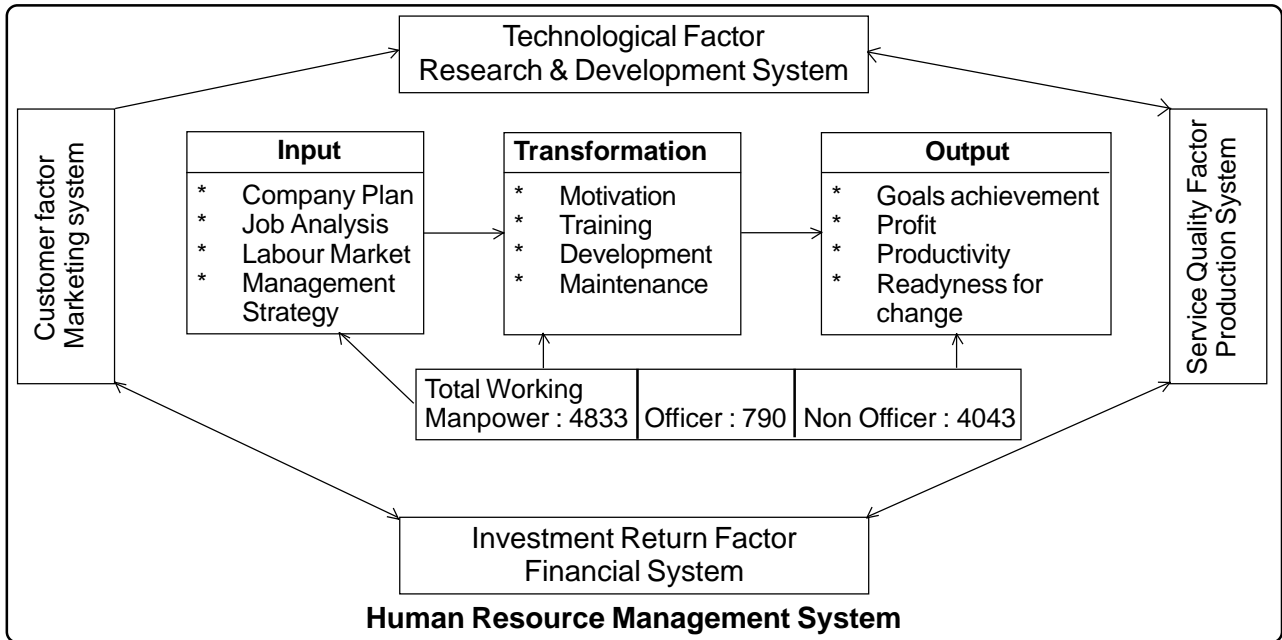 Technological Factor
Research & Development System
Customer factor
Marketing system
Input
* Company Plan
* Job Analysis
* Labour Market
* Management
Strategy
Transformation
* Motivation
* Training
* Development
* Maintenance
Output
* Goals achievement
* Profit
* Productivity
* Readyness for
change
Service Quality Factor
Production System
Total Working
Manpower : 4833
Officer : 790
Non Officer : 4043
Investment Return Factor
Financial System
Human Resource Management System